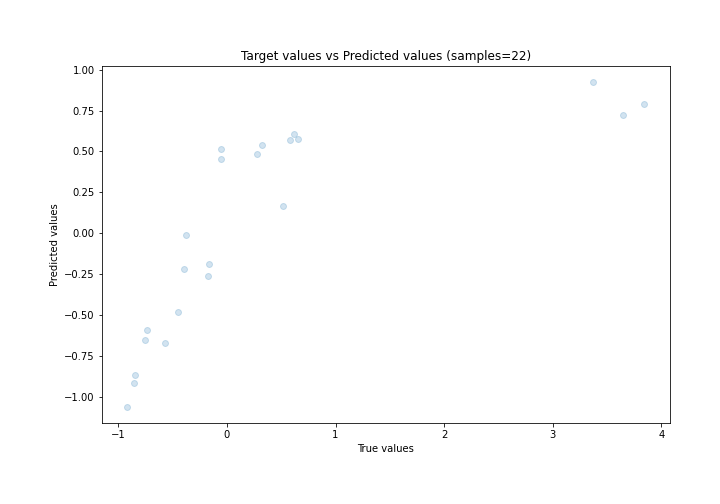 Target values vs Predicted values (samples=22)
1.00
0.75
0.50
0.25
0.00
−0.25
−0.50
−0.75
−1.00
Predicted values
−1 0 1 2 3 4
True values